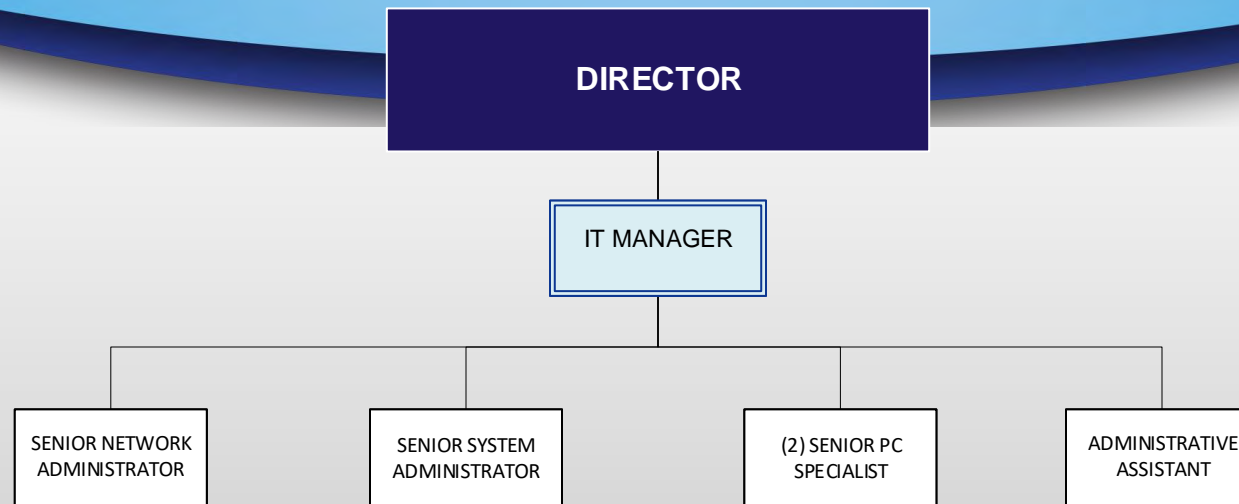 DIRECTOR
IT MANAGER
SENIOR NETWORK
ADMINISTRATOR
SENIOR SYSTEM
ADMINISTRATOR
(2) SENIOR PC
SPECIALIST
ADMINISTRATIVE
ASSISTANT